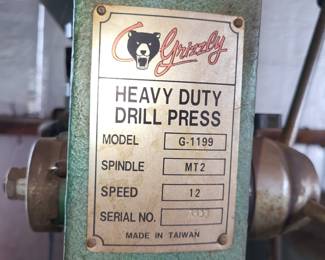 Grizzly
HEAVY DUTY
DRILL PRESS
MODEL G-1199
SPINDLE MT2
SPEED 12
SERIAL NO.
MADE IN TAIWAN